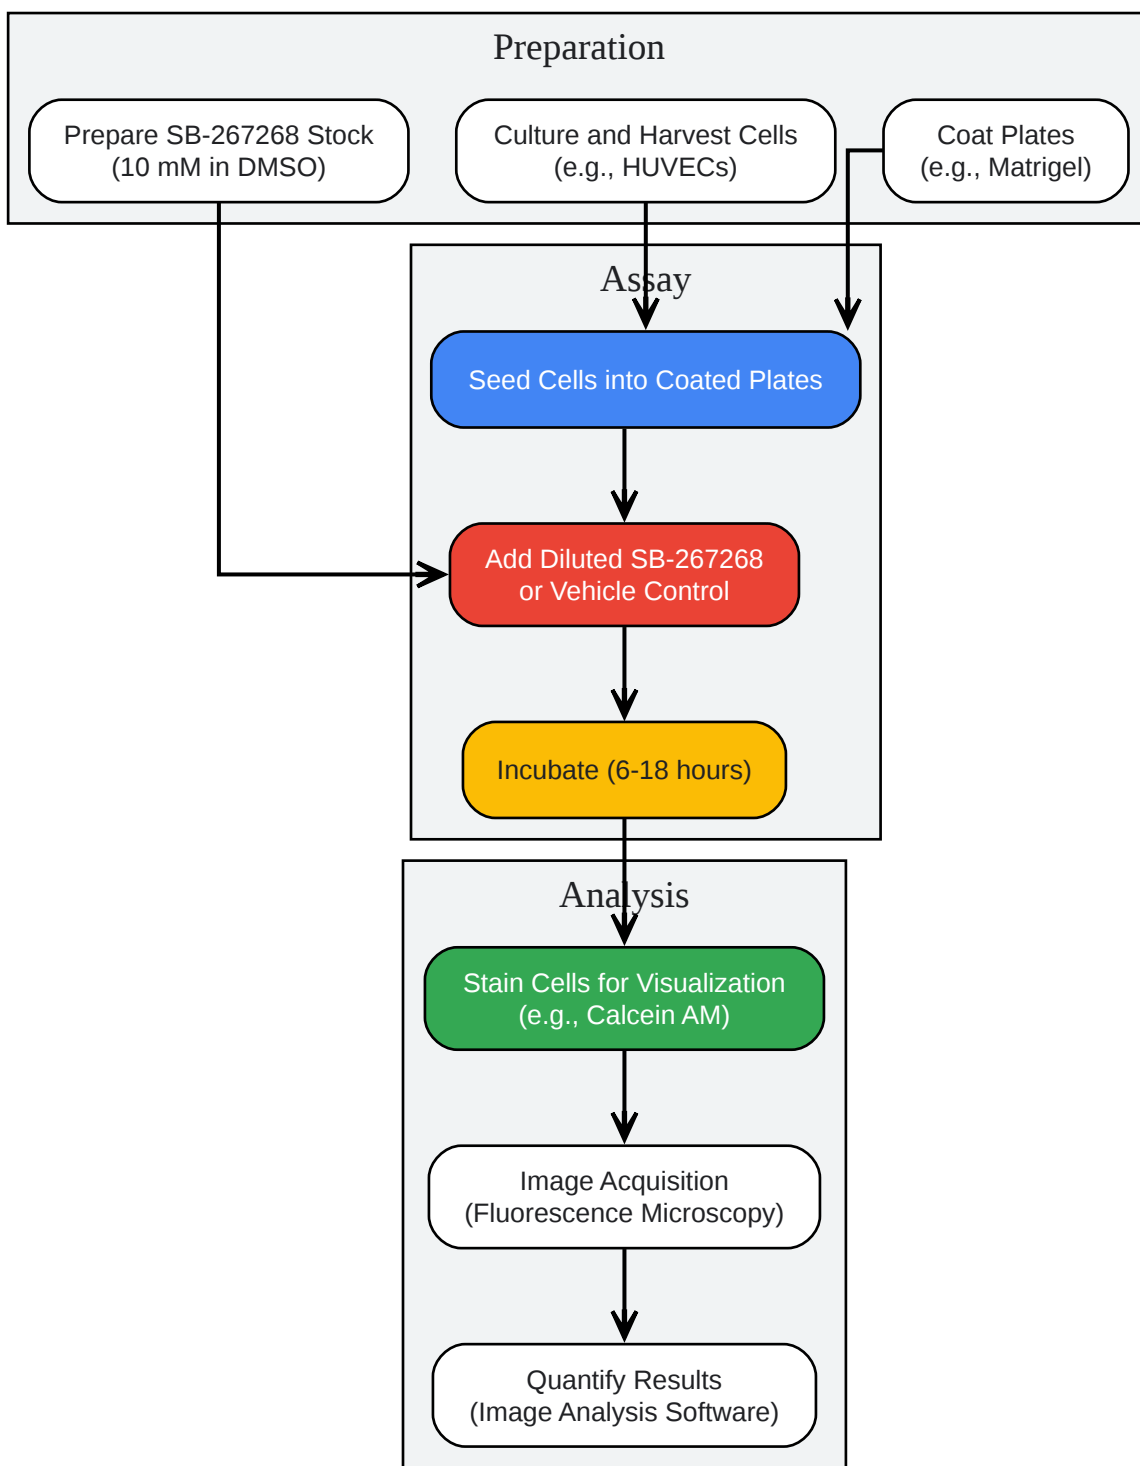 Preparation
Prepare SB-267268 Stock
(10 mM in DMSO)
Culture and Harvest Cells
(e.g., HUVECs)
Coat Plates
(e.g., Matrigel)
Assay
Seed Cells into Coated Plates
Add Diluted SB-267268
or Vehicle Control
Incubate (6-18 hours)
Analysis
Stain Cells for Visualization
(e.g., Calcein AM)
Image Acquisition
(Fluorescence Microscopy)
Quantify Results
(Image Analysis Software)